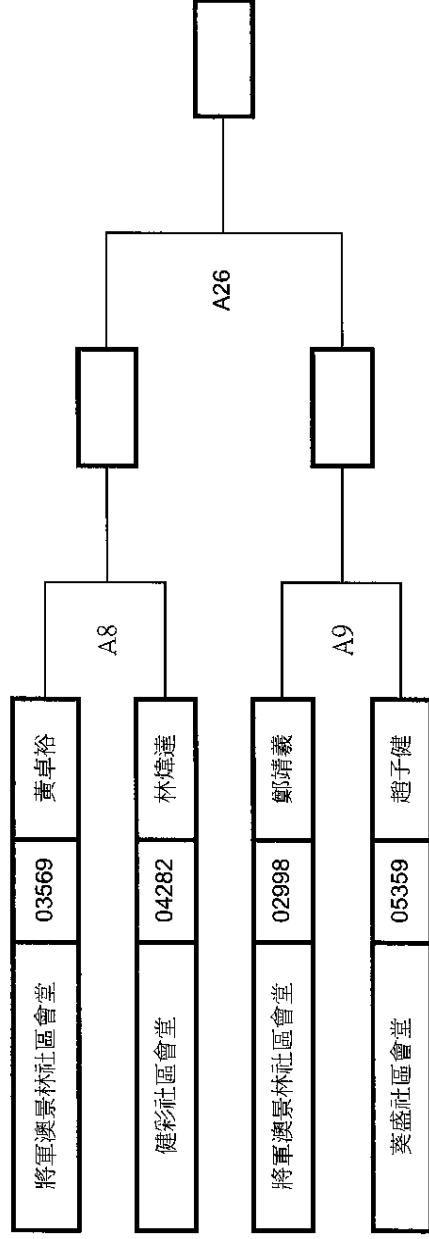 將軍澳景林社區會堂 03569 黃卓裕
A8
健彩社區會堂 04282 林煒達
A26
將軍澳景林社區會堂 02998 鄭靖羲
A9
葵盛社區會堂 05359 趙子健